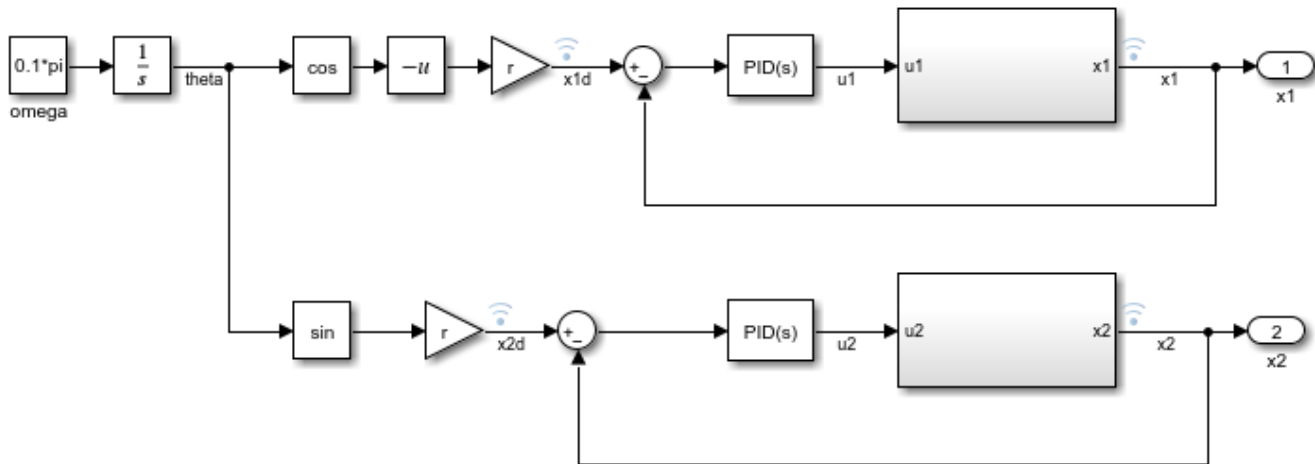 0.1*pi
omega
1
s
theta
cos
-u
r
x1d
+
-
PID(s)
u1
u1
x1
x1
1
x1
sin
r
x2d
+
-
PID(s)
u2
u2
x2
x2
2
x2